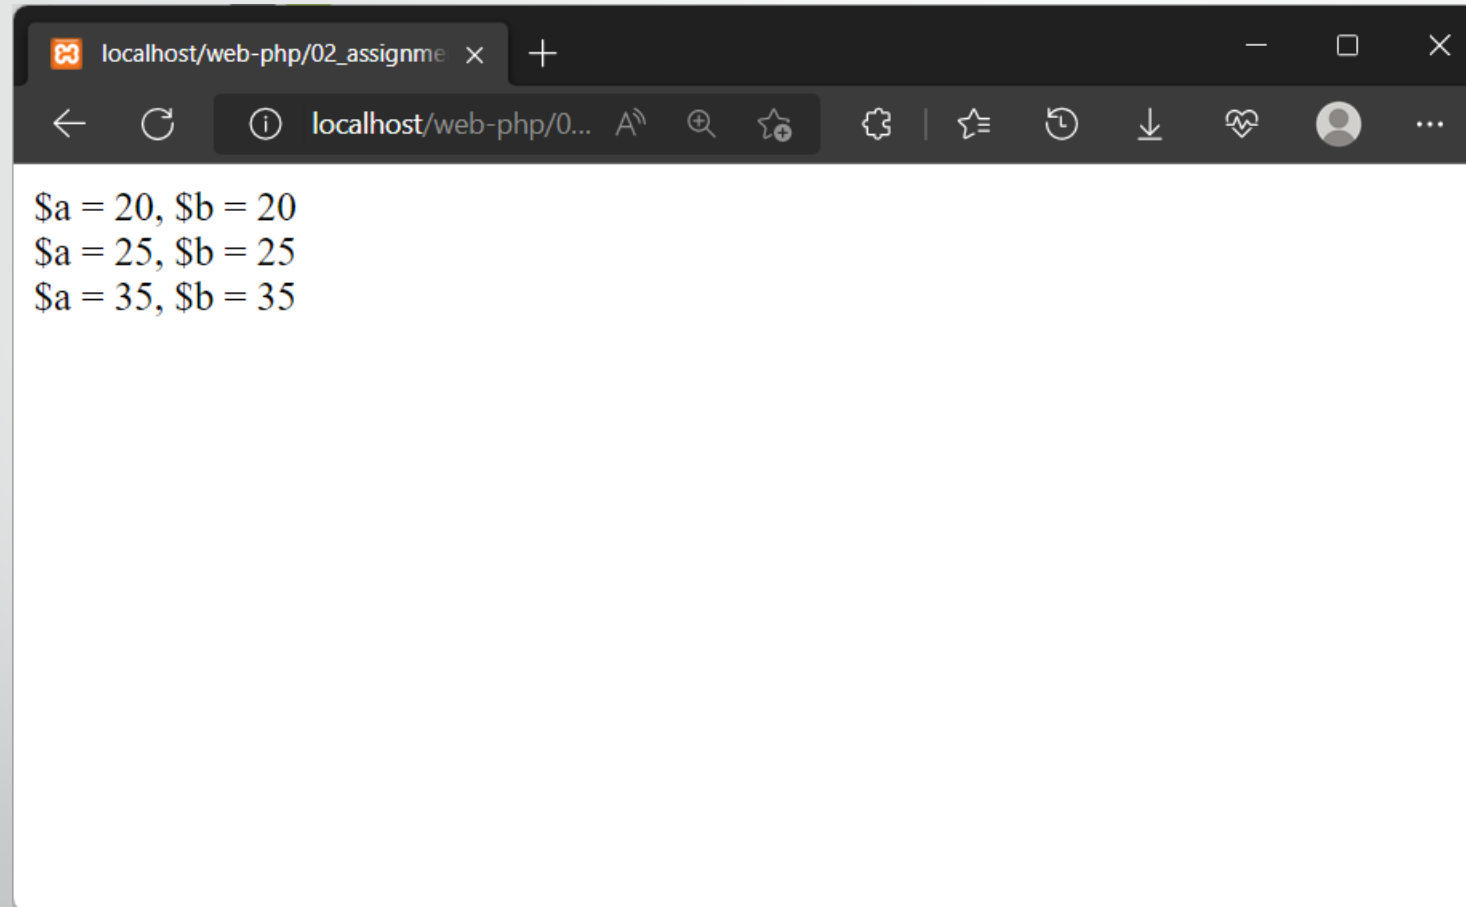 localhost/web-php/02_assignme
localhost/web-php/0...
$a = 20, $b = 20
$a = 25, $b = 25
$a = 35, $b = 35